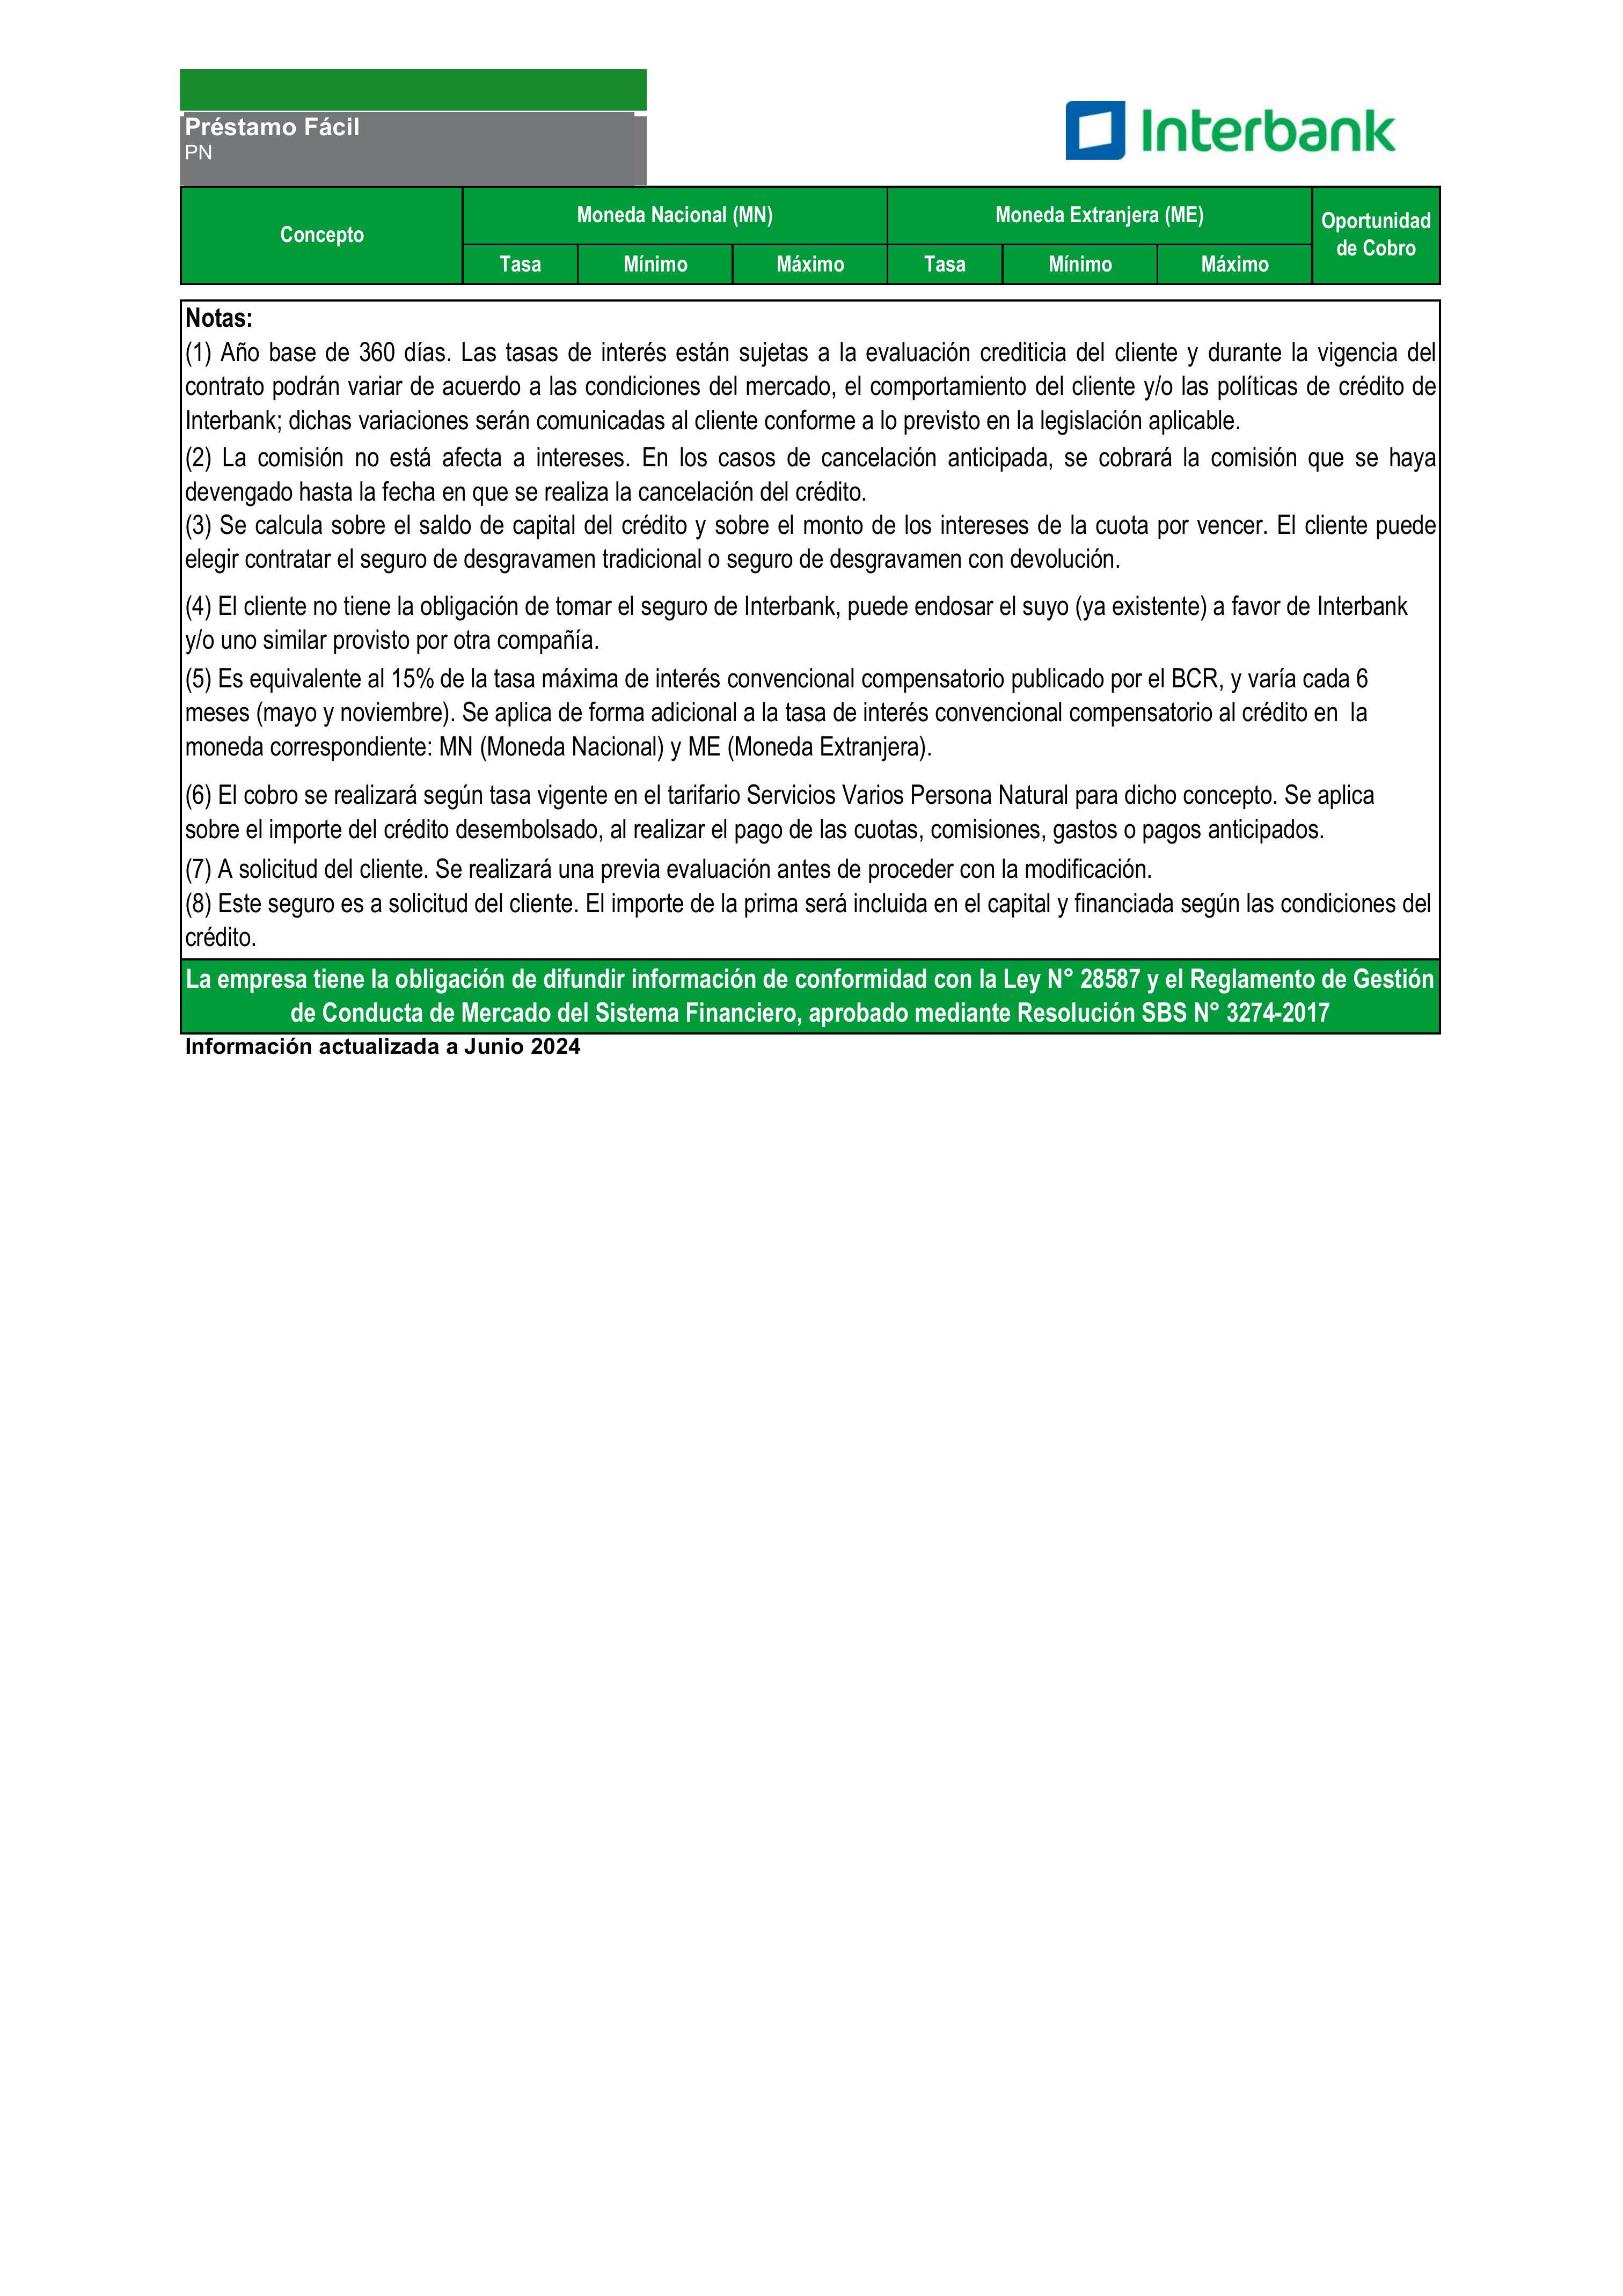 Préstamo Fácil
PN
Interbank
Concepto
Moneda Nacional (MN)
Moneda Extranjera (ME)
Oportunidad
de Cobro
Tasa
Mínimo
Máximo
Tasa
Mínimo
Máximo
Notas:
(1) Año base de 360 días. Las tasas de interés están sujetas a la evaluación crediticia del cliente y durante la vigencia del
contrato podrán variar de acuerdo a las condiciones del mercado, el comportamiento del cliente y/o las políticas de crédito de
Interbank; dichas variaciones serán comunicadas al cliente conforme a lo previsto en la legislación aplicable.
(2) La comisión no está afecta a intereses. En los casos de cancelación anticipada, se cobrará la comisión que se haya
devengado hasta la fecha en que se realiza la cancelación del crédito.
(3) Se calcula sobre el saldo de capital del crédito y sobre el monto de los intereses de la cuota por vencer. El cliente puede
elegir contratar el seguro de desgravamen tradicional o seguro de desgravamen con devolución.
(4) El cliente no tiene la obligación de tomar el seguro de Interbank, puede endosar el suyo (ya existente) a favor de Interbank
y/o uno similar provisto por otra compañía.
(5) Es equivalente al 15% de la tasa máxima de interés convencional compensatorio publicado por el BCR, y varía cada 6
meses (mayo y noviembre). Se aplica de forma adicional a la tasa de interés convencional compensatorio al crédito en  la
moneda correspondiente: MN (Moneda Nacional) y ME (Moneda Extranjera).
(6) El cobro se realizará según tasa vigente en el tarifario Servicios Varios Persona Natural para dicho concepto. Se aplica
sobre el importe del crédito desembolsado, al realizar el pago de las cuotas, comisiones, gastos o pagos anticipados.
(7) A solicitud del cliente. Se realizará una previa evaluación antes de proceder con la modificación.
(8) Este seguro es a solicitud del cliente. El importe de la prima será incluida en el capital y financiada según las condiciones del
crédito.
La empresa tiene la obligación de difundir información de conformidad con la Ley N° 28587 y el Reglamento de Gestión
de Conducta de Mercado del Sistema Financiero, aprobado mediante Resolución SBS N° 3274-2017
Información actualizada a Junio 2024